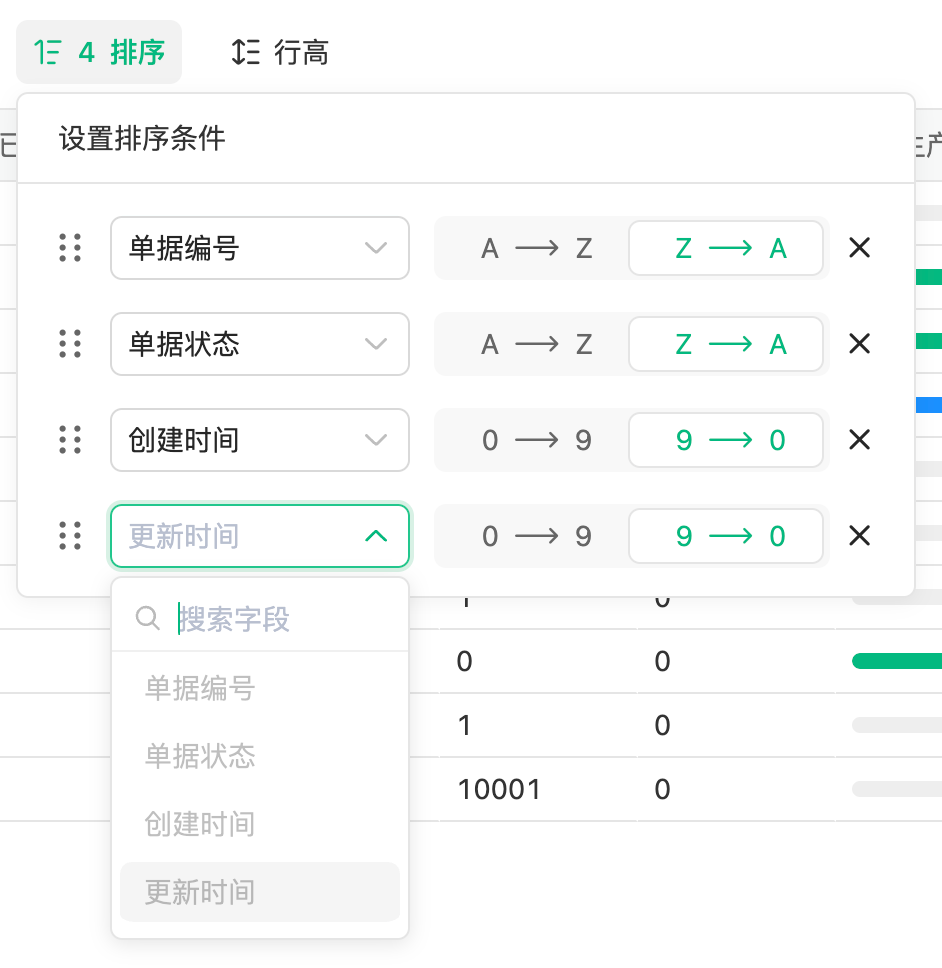 4 排序 行高
设置排序条件
单据编号 A → Z Z → A
单据状态 A → Z Z → A
创建时间 0 → 9 9 → 0
更新时间 0 → 9 9 → 0
搜索字段
单据编号
单据状态
创建时间
更新时间
0 0
1 0
10001 0